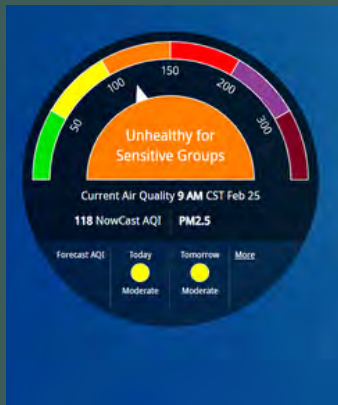 50
100
150
200
300
Unhealthy for
Sensitive Groups
Current Air Quality 9 AM CST Feb 25
118 NowCast AQI PM2.5
Forecast AQI Today Tomorrow More
Moderate Moderate